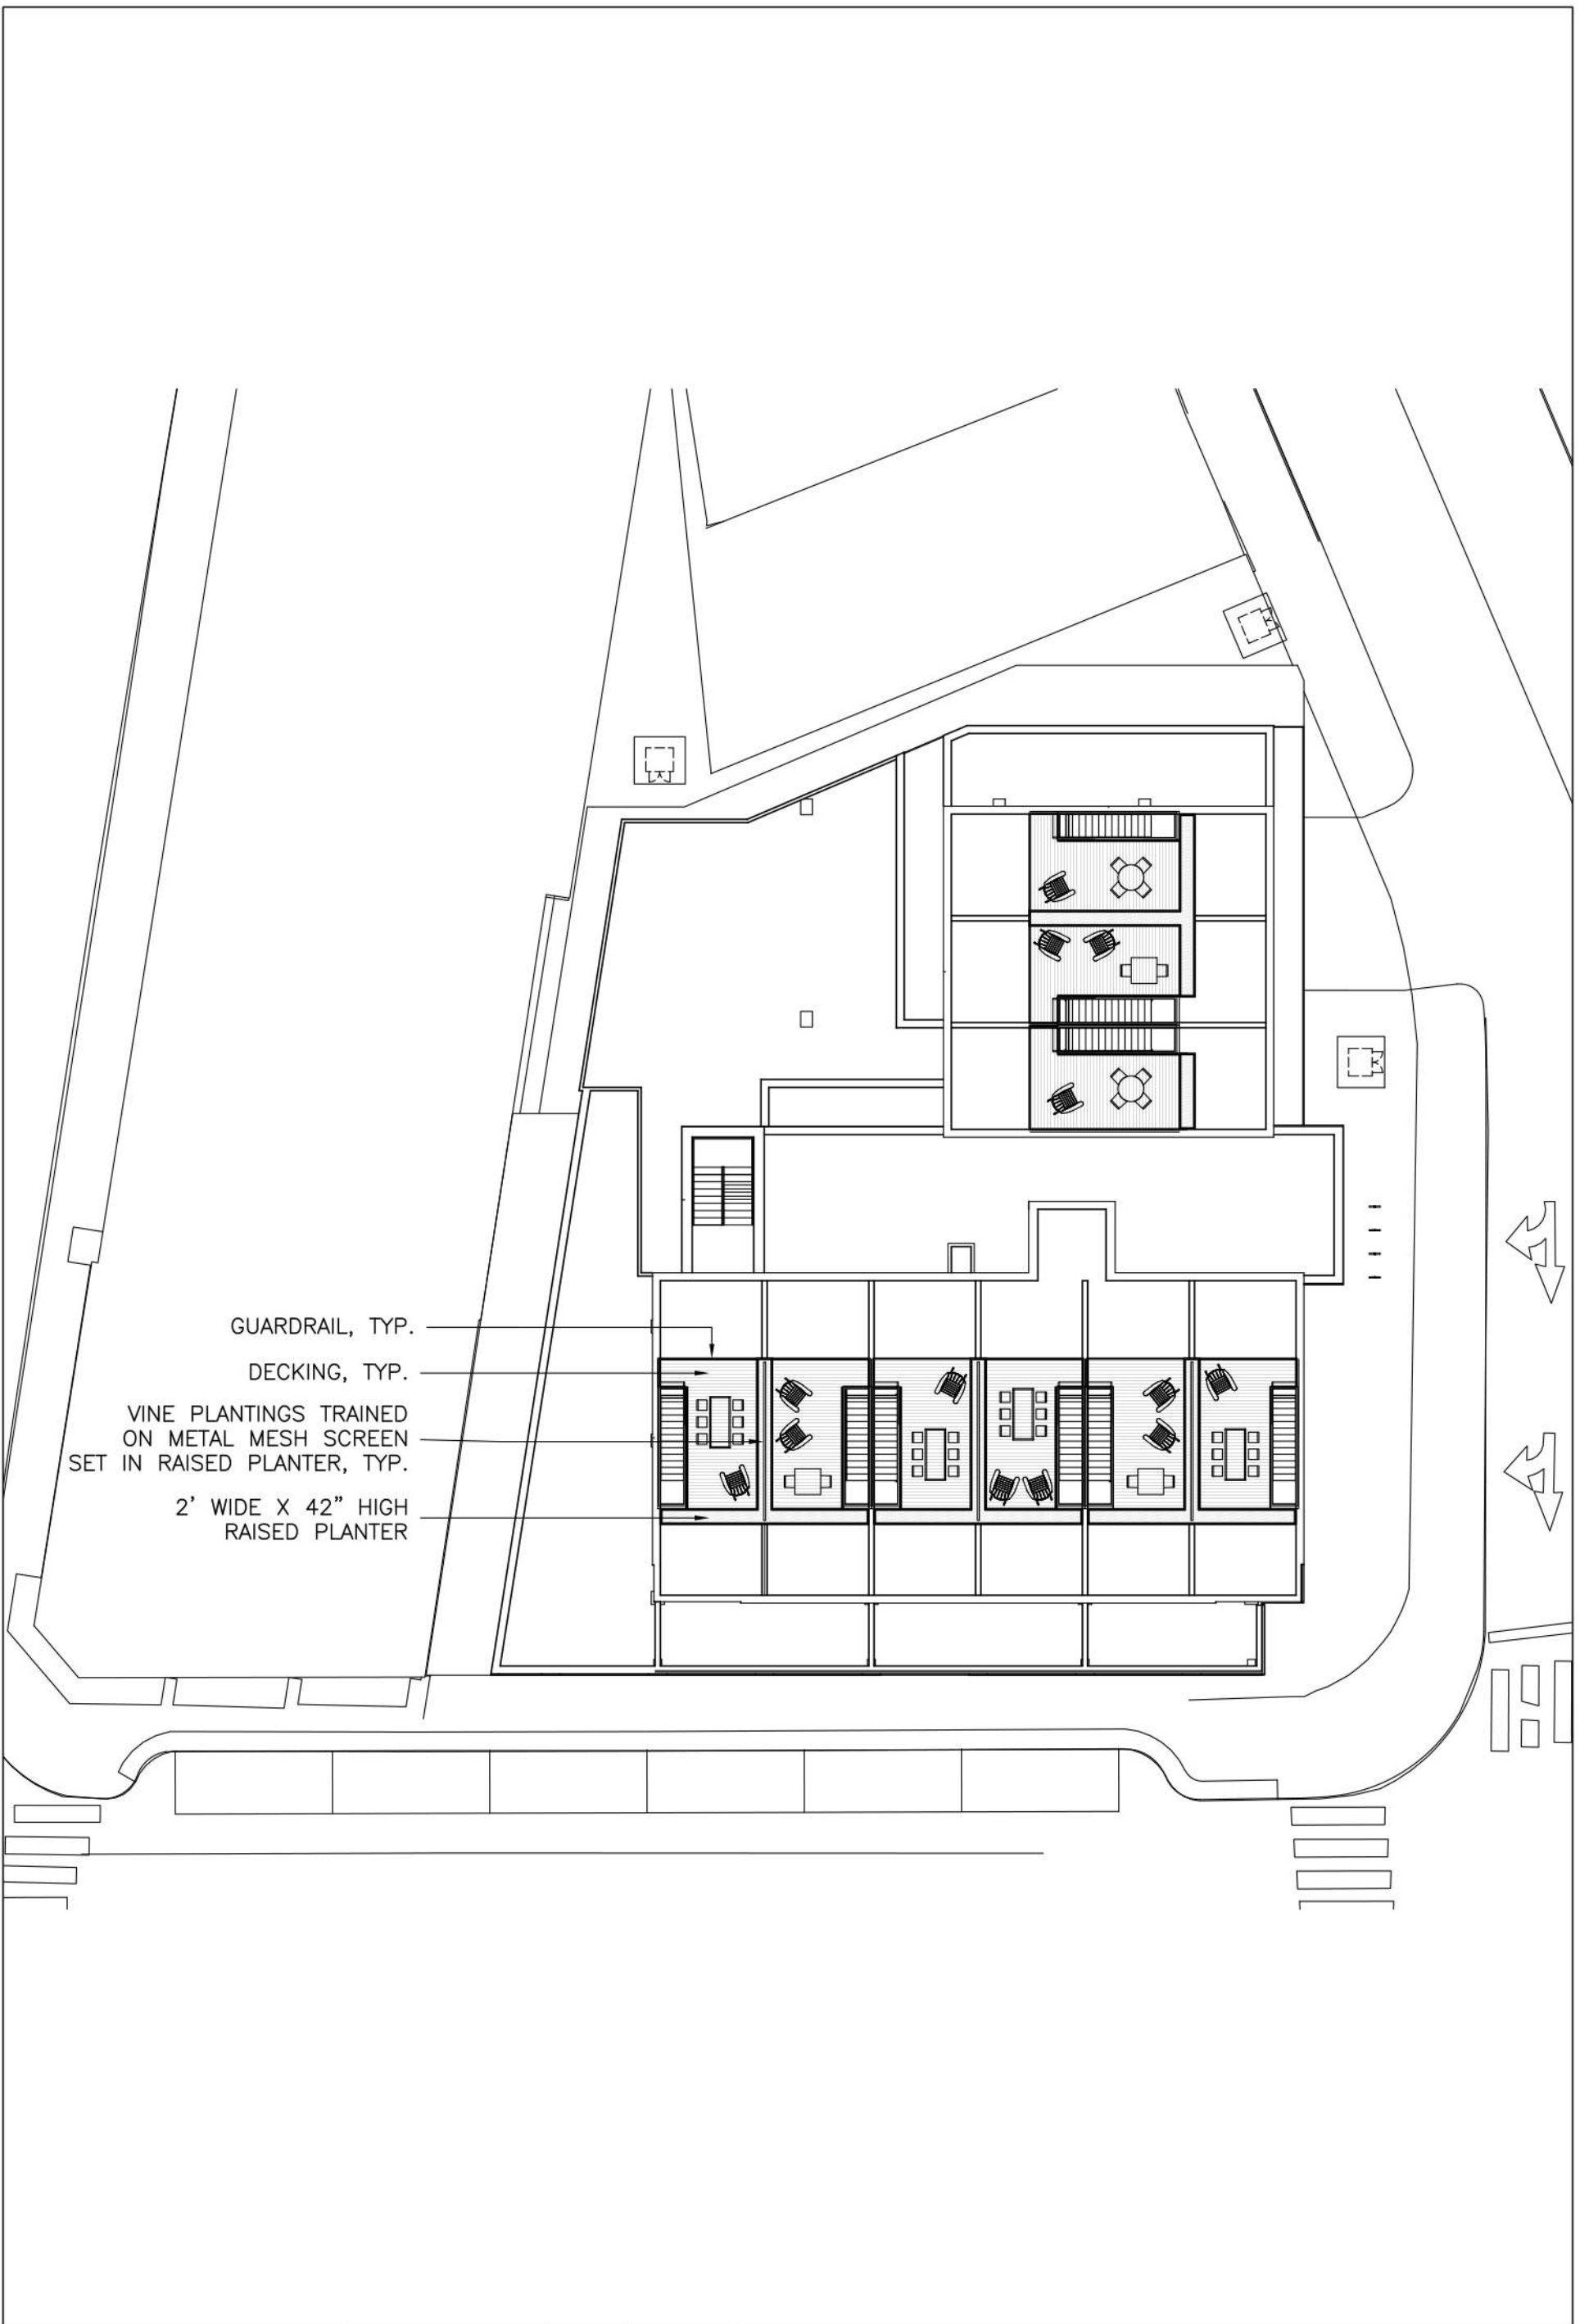 GUARDRAIL, TYP.
DECKING, TYP.
VINE PLANTINGS TRAINED
ON METAL MESH SCREEN
SET IN RAISED PLANTER, TYP.
2' WIDE X 42" HIGH
RAISED PLANTER